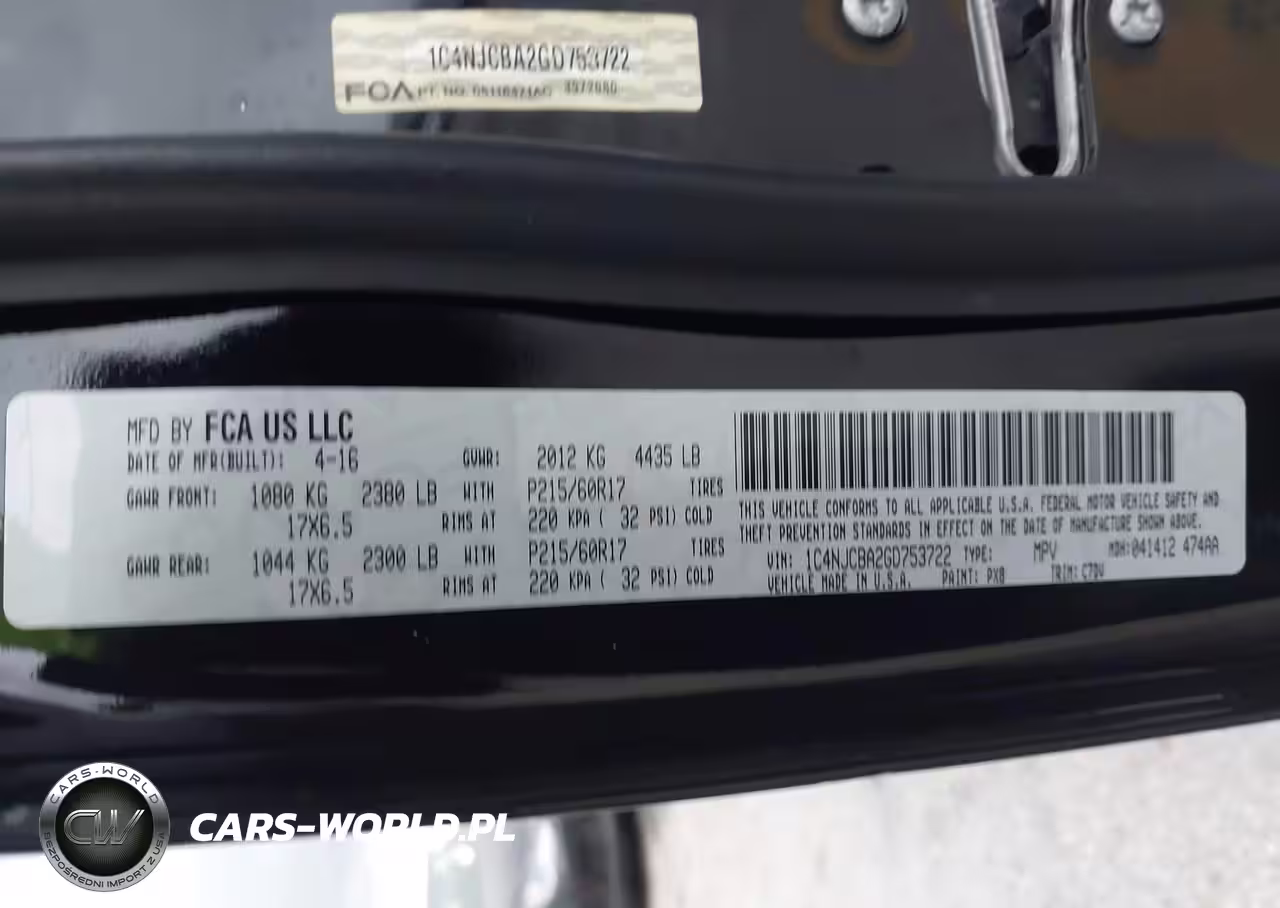 1C4NJCBA2GD753722
FCA PT. NO.
MFD BY FCA US LLC
DATE OF MFR(BUILT): 4-16 GVWR: 2012 KG 4435 LB
GAWR FRONT: 1080 KG 2380 LB WITH P215/60R17 TIRES
17X6.5 RIMS AT 220 KPA ( 32 PSI) COLD
GAWR REAR: 1044 KG 2300 LB WITH P215/60R17 TIRES
17X6.5 RIMS AT 220 KPA ( 32 PSI) COLD
THIS VEHICLE CONFORMS TO ALL APPLICABLE U.S.A. FEDERAL MOTOR VEHICLE SAFETY AND
THEFT PREVENTION STANDARDS IN EFFECT ON THE DATE OF MANUFACTURE SHOWN ABOVE.
VIN: 1C4NJCBA2GD753722 TYPE: MPV MDH:041412 474AA
VEHICLE MADE IN U.S.A. PAINT: PX8 TRIM: C7DV
CARS-WORLD
CW
BEZPOŚREDNI IMPORT Z USA
CARS-WORLD.PL